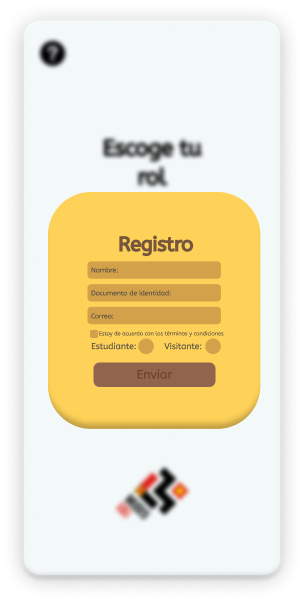 ?
Escoge tu
rol
Registro
Nombre:
Documento de identidad:
Correo:
Estoy de acuerdo con los términos y condiciones
Estudiante: Visitante:
Enviar